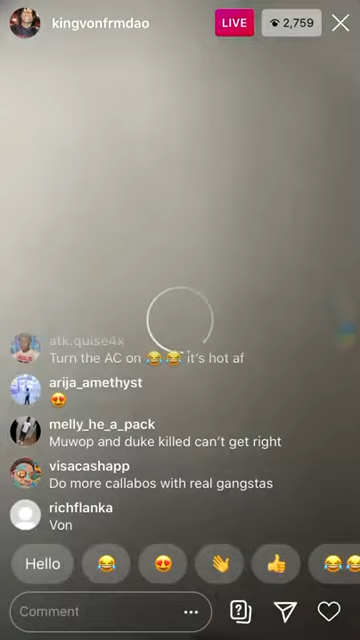 kingvonfrmdao
LIVE
2,759
atk.quise4x
Turn the AC on 😂 😂 it's hot af
arija_amethyst
😍
melly_he_a_pack
Muwop and duke killed can't get right
visacashapp
Do more callabos with real gangstas
richflanka
Von
Hello 😂 😍 👋 👍 😂😂
Comment